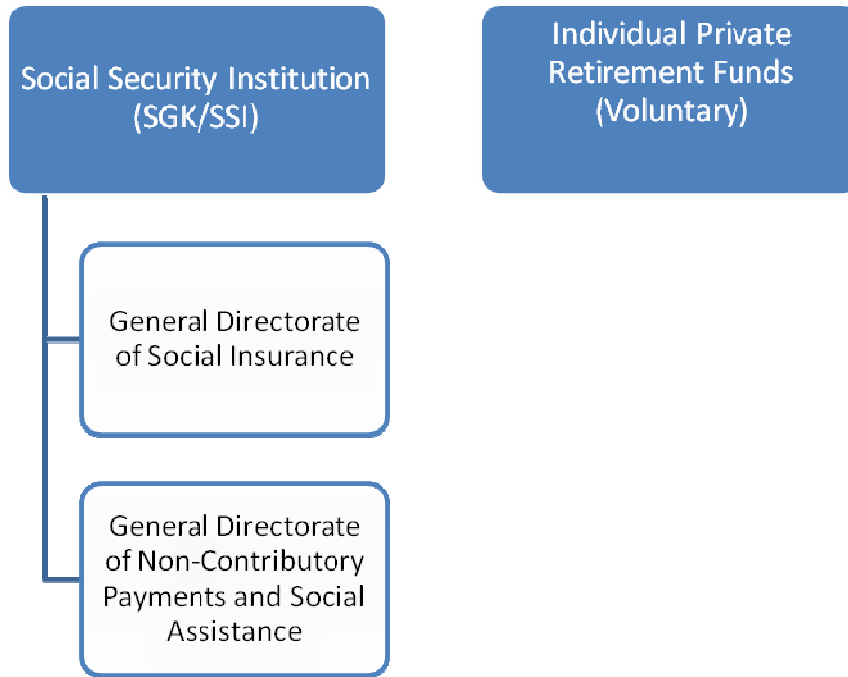 Social Security Institution
(SGK/SSI)
Individual Private
Retirement Funds
(Voluntary)
General Directorate
of Social Insurance
General Directorate
of Non-Contributory
Payments and Social
Assistance